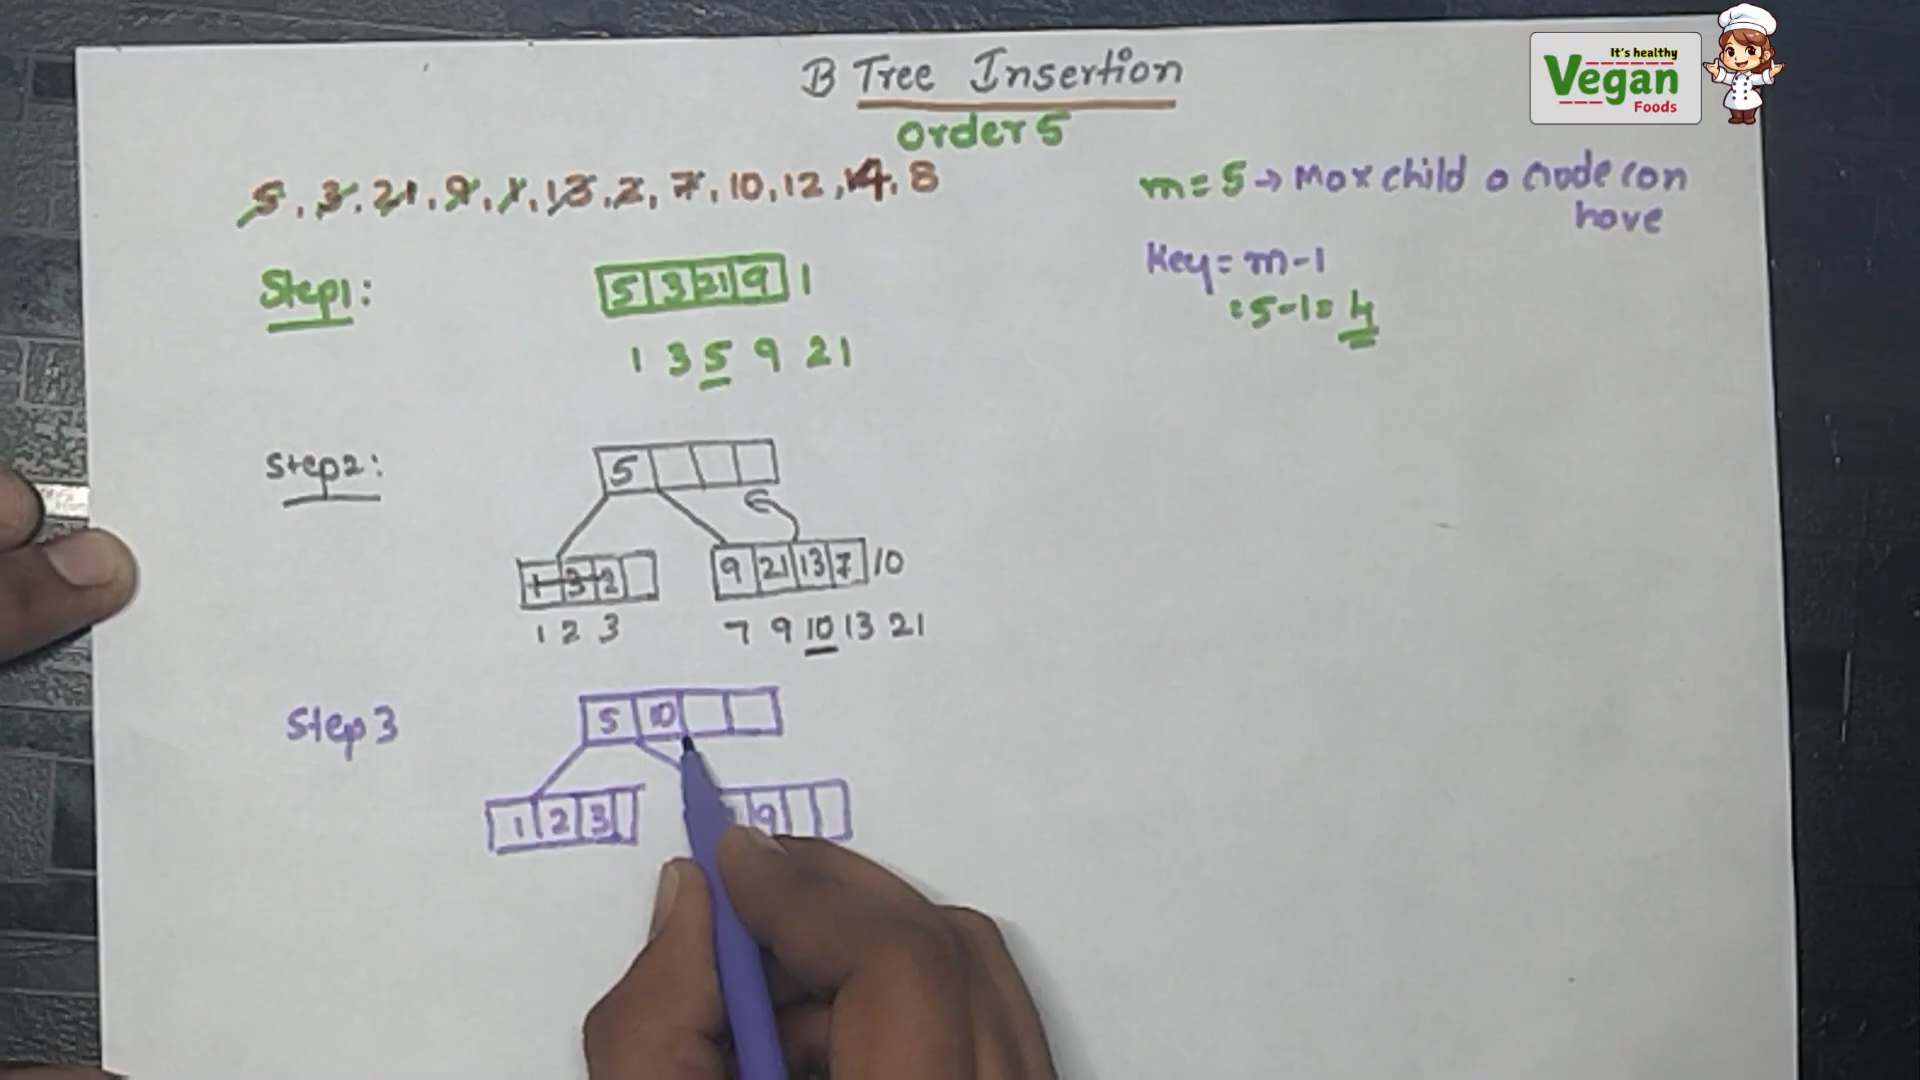 B Tree Insertion
It's healthy
Vegan
Foods
Order 5
5, 3, 21, 9, 1, 13, 2, 7, 10, 12, 14, 8
m = 5 → Max child a node can
have
Key = m-1
= 5-1 = 4
Step1:
5 3 21 9 1
1 3 5 9 21
Step2:
5
1 3 2
9 21 13 7 10
1 2 3
7 9 10 13 21
Step 3
5 10
1 2 3
9